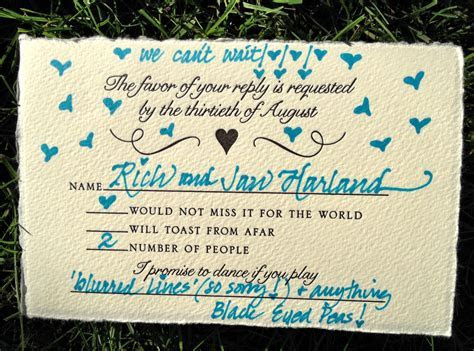 we can't wait!!!!
The favor of your reply is requested
by the thirtieth of August
NAME Rich and Jan Harland
WOULD NOT MISS IT FOR THE WORLD
WILL TOAST FROM AFAR
2 NUMBER OF PEOPLE
I promise to dance if you play
'blurred lines' (so sorry!) + anything
Black Eyed Peas!